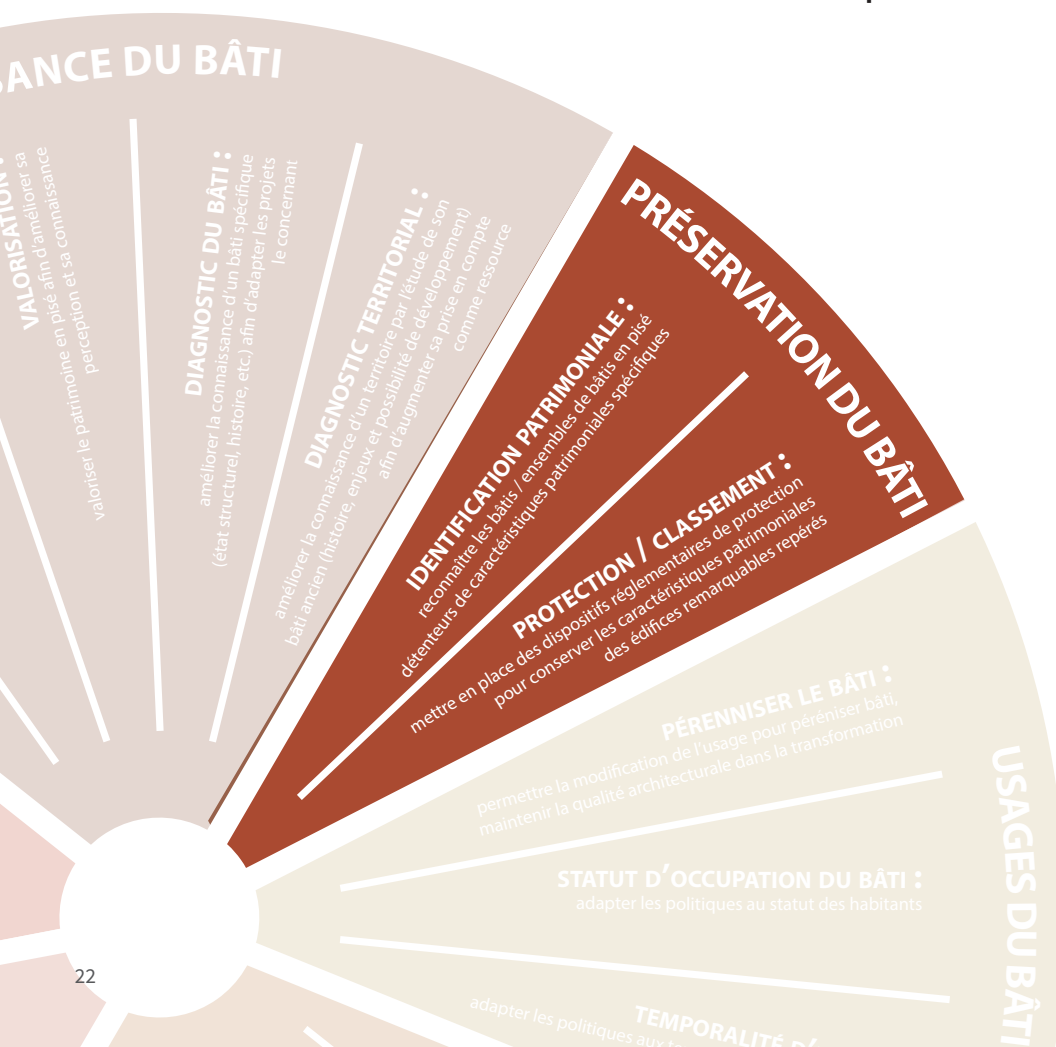 ANCE DU BÂTI
VALORISATION :
valoriser le patrimoine en pisé afin d'améliorer sa
perception et sa connaissance
DIAGNOSTIC DU BÂTI :
améliorer la connaissance d'un bâti spécifique
(état structurel, histoire, etc.) afin d'adapter les projets
le concernant
DIAGNOSTIC TERRITORIAL :
améliorer la connaissance d'un territoire par l'étude de son
bâti ancien (histoire, enjeux et possibilité de développement)
afin d'augmenter sa prise en compte
comme ressource
PRÉSERVATION DU BÂTI
IDENTIFICATION PATRIMONIALE :
reconnaître les bâtis / ensembles de bâtis en pisé
détenteurs de caractéristiques patrimoniales spécifiques
PROTECTION / CLASSEMENT :
mettre en place des dispositifs réglementaires de protection
pour conserver les caractéristiques patrimoniales
des édifices remarquables repérés
USAGES DU BÂTI
PÉRENNISER LE BÂTI :
permettre la modification de l'usage pour péréniser bâti,
maintenir la qualité architecturale dans la transformation
STATUT D'OCCUPATION DU BÂTI :
adapter les politiques au statut des habitants
TEMPORALITÉ D'
adapter les politiques aux
22